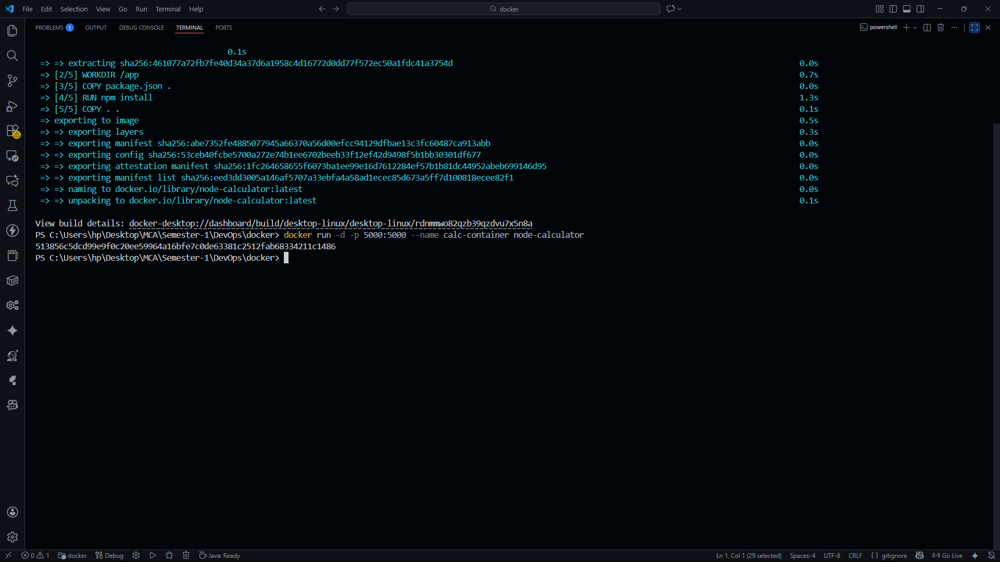 File Edit Selection View Go Run Terminal Help
docker
PROBLEMS 1 OUTPUT DEBUG CONSOLE TERMINAL PORTS
powershell
0.1s
=> => extracting sha256:461077a72fb7fe40d34a37d6a1958c4d16772d0dd77f572ec50a1fdc41a3754d 0.0s
=> [2/5] WORKDIR /app 0.7s
=> [3/5] COPY package.json . 0.0s
=> [4/5] RUN npm install 1.3s
=> [5/5] COPY . . 0.1s
=> exporting to image 0.5s
=> => exporting layers 0.3s
=> => exporting manifest sha256:abe7352fe4885077945a66370a56d00efcc94129dfbae13c3fc60487ca913abb 0.0s
=> => exporting config sha256:53ceb40fcbe5700a272e74b1ee6702beeb33f12ef42d9498f5b1bb30301df677 0.0s
=> => exporting attestation manifest sha256:1fc264658655f6073ba1ee99e16d7612284ef57b1b81dc44952abeb699146d95 0.0s
=> => exporting manifest list sha256:eed3dd3005a146af5707a33ebfa4a58ad1ecec85d673a5ff7d100818ecee82f1 0.0s
=> => naming to docker.io/library/node-calculator:latest 0.0s
=> => unpacking to docker.io/library/node-calculator:latest 0.1s
View build details: docker-desktop://dashboard/build/desktop-linux/desktop-linux/rdnmmwo82qzb39qzdvu7x5n8a
PS C:\Users\hp\Desktop\MCA\Semester-1\DevOps\docker> docker run -d -p 5000:5000 --name calc-container node-calculator
513856c5dcd99e9f0c20ee59964a16bfe7c0de63381c2512fab68334211c1486
PS C:\Users\hp\Desktop\MCA\Semester-1\DevOps\docker>
0 1 docker Debug Java: Ready Ln 1, Col 1 (29 selected) Spaces: 4 UTF-8 CRLF { } gitignore Go Live